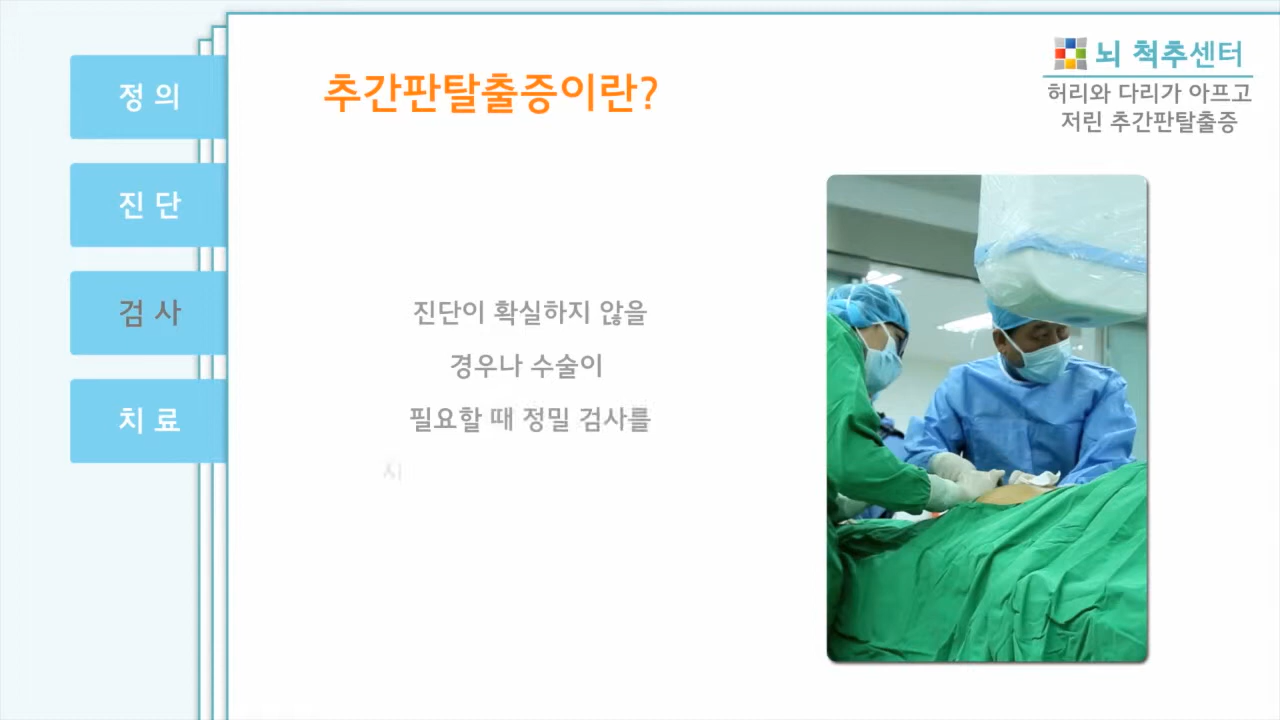 정 의
진 단
검 사
치 료
추간판탈출증이란?
뇌 척추센터
허리와 다리가 아프고
저린 추간판탈출증
진단이 확실하지 않을
경우나 수술이
필요할 때 정밀 검사를
시